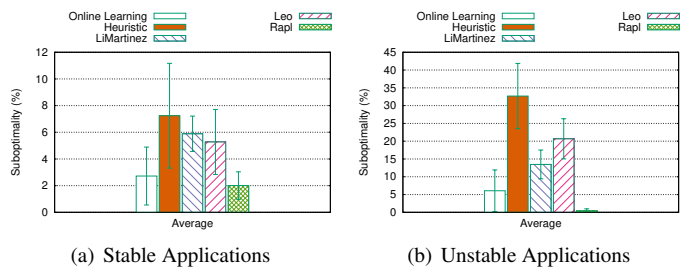 Online Learning
Heuristic
LiMartinez
Leo
Rapl
12
10
8
6
4
2
0
Suboptimality (%)
Average
(a) Stable Applications
Online Learning
Heuristic
LiMartinez
Leo
Rapl
45
40
35
30
25
20
15
10
5
0
Suboptimality (%)
Average
(b) Unstable Applications